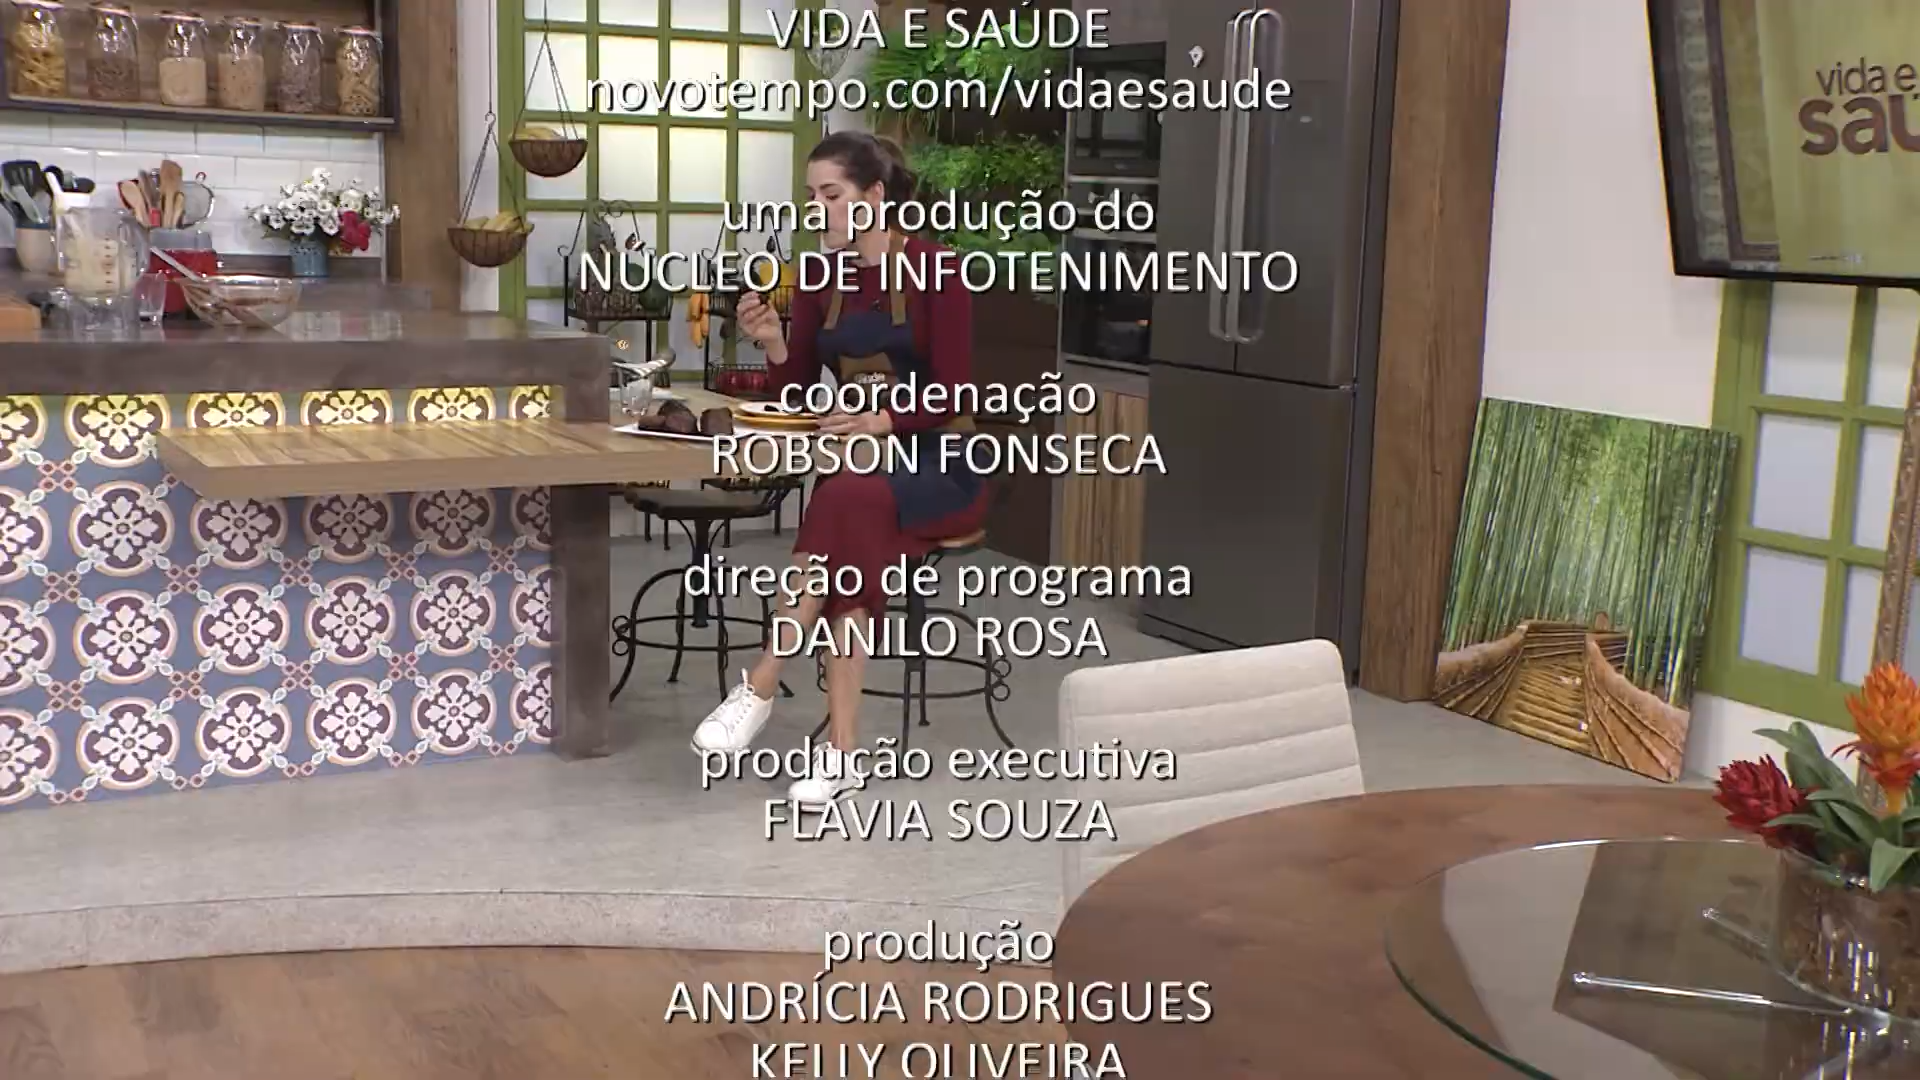 VIDA E SAÚDE
novotempo.com/vidaesaude
uma produção do
NÚCLEO DE INFOTENIMENTO
coordenação
ROBSON FONSECA
direção de programa
DANILO ROSA
produção executiva
FLÁVIA SOUZA
produção
ANDRÍCIA RODRIGUES
KELLY OLIVEIRA
vida e
saú